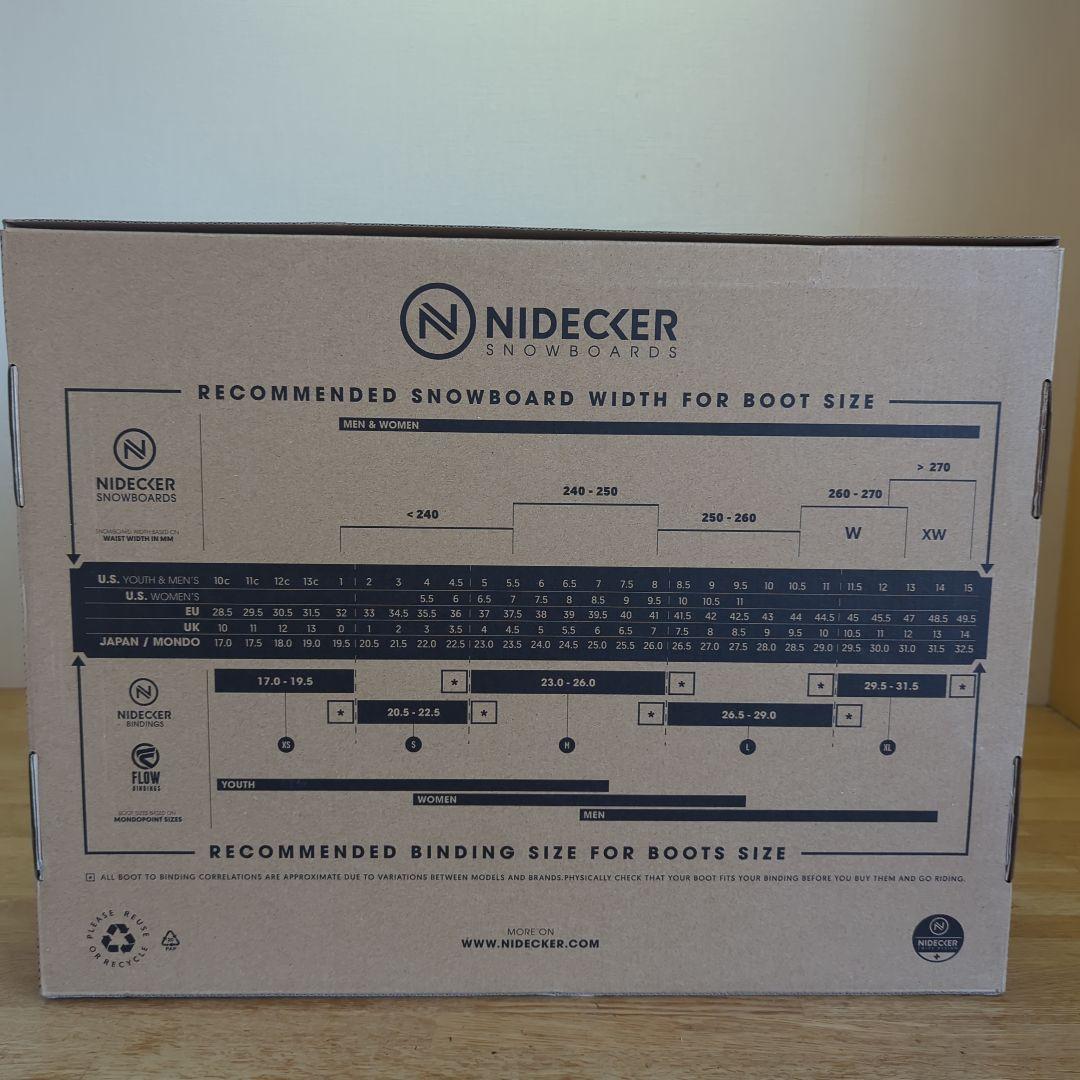 NIDECKER
SNOWBOARDS
RECOMMENDED SNOWBOARD WIDTH FOR BOOT SIZE
MEN & WOMEN
NIDECKER
SNOWBOARDS
SNOWBOARD WIDTH BASED ON
WAIST WIDTH IN MM
< 240
240 - 250
250 - 260
260 - 270
W
> 270
XW
U.S. YOUTH & MEN'S 10c 11c 12c 13c 1 2 3 4 4.5 5 5.5 6 6.5 7 7.5 8 8.5 9 9.5 10 10.5 11 11.5 12 13 14 15
U.S. WOMEN'S 5.5 6 6.5 7 7.5 8 8.5 9 9.5 10 10.5 11
EU 28.5 29.5 30.5 31.5 32 33 34.5 35.5 36 37 37.5 38 39 39.5 40 41 41.5 42 42.5 43 44 44.5 45 45 47 48.5 49.5
UK 10 11 12 13 0 1 2 3 3.5 4 4.5 5 5.5 6 6.5 7 7.5 8 8.5 9 9.5 10 10.5 11 12 13 14
JAPAN / MONDO 17.0 17.5 18.0 19.0 19.5 20.5 21.5 22.0 22.5 23.0 23.5 24.0 24.5 25.0 25.5 26.0 26.5 27.0 27.5 28.0 28.5 29.0 29.5 30.0 31.0 31.5 32.5
NIDECKER
BINDINGS
17.0 - 19.5 * 23.0 - 26.0 * * 29.5 - 31.5 *
* 20.5 - 22.5 * * 26.5 - 29.0 *
XS S M L XL
FLOW
BINDINGS
YOUTH
WOMEN
MEN
BOOT SIZES BASED ON
MONDOPOINT SIZES
RECOMMENDED BINDING SIZE FOR BOOTS SIZE
* ALL BOOT TO BINDING CORRELATIONS ARE APPROXIMATE DUE TO VARIATIONS BETWEEN MODELS AND BRANDS.PHYSICALLY CHECK THAT YOUR BOOT FITS YOUR BINDING BEFORE YOU BUY THEM AND GO RIDING.
PLEASE REUSE
OR RECYCLE
PAP
MORE ON
WWW.NIDECKER.COM
NIDECKER